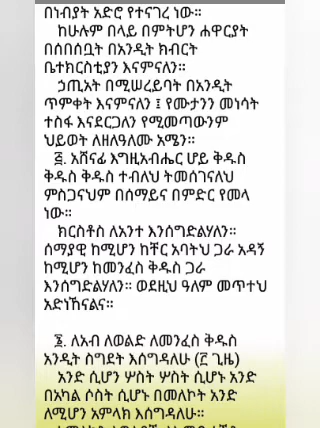 በነብያት አድሮ የተናገረ ነው።
ከሁሉም በላይ በምትሆን ሐዋርያት
በሰበሰቧት በአንዲት ክብርት
ቤተክርስቲያን እናምናለን።
ኃጢአት በሚሠረይባት በአንዲት
ጥምቀት እናምናለን ፤ የሙታንን መነሳት
ተስፋ እናደርጋለን የሚመጣውንም
ህይወት ለዘለዓለሙ አሜን።
፭. አሸናፊ እግዚአብሔር ሆይ ቅዱስ
ቅዱስ ቅዱስ ተብለህ ትመሰገናለህ
ምስጋናህም በሰማይና በምድር የመላ
ነው።
ክርስቶስ ለአንተ እንሰግድልሃለን።
ሰማያዊ ከሚሆን ከቸር አባትህ ጋራ አዳኝ
ከሚሆን ከመንፈስ ቅዱስ ጋራ
እንሰግድልሃለን። ወደዚህ ዓለም መጥተህ
አድነኸናልና።
፮. ለአብ ለወልድ ለመንፈስ ቅዱስ
አንዲት ስግደት እሰግዳለሁ (፫ ጊዜ)
አንድ ሲሆን ሦስት ሦስት ሲሆኑ አንድ
በአካል ሶስት ሲሆኑ በመለኮት አንድ
ለሚሆን አምላክ እሰግዳለሁ።